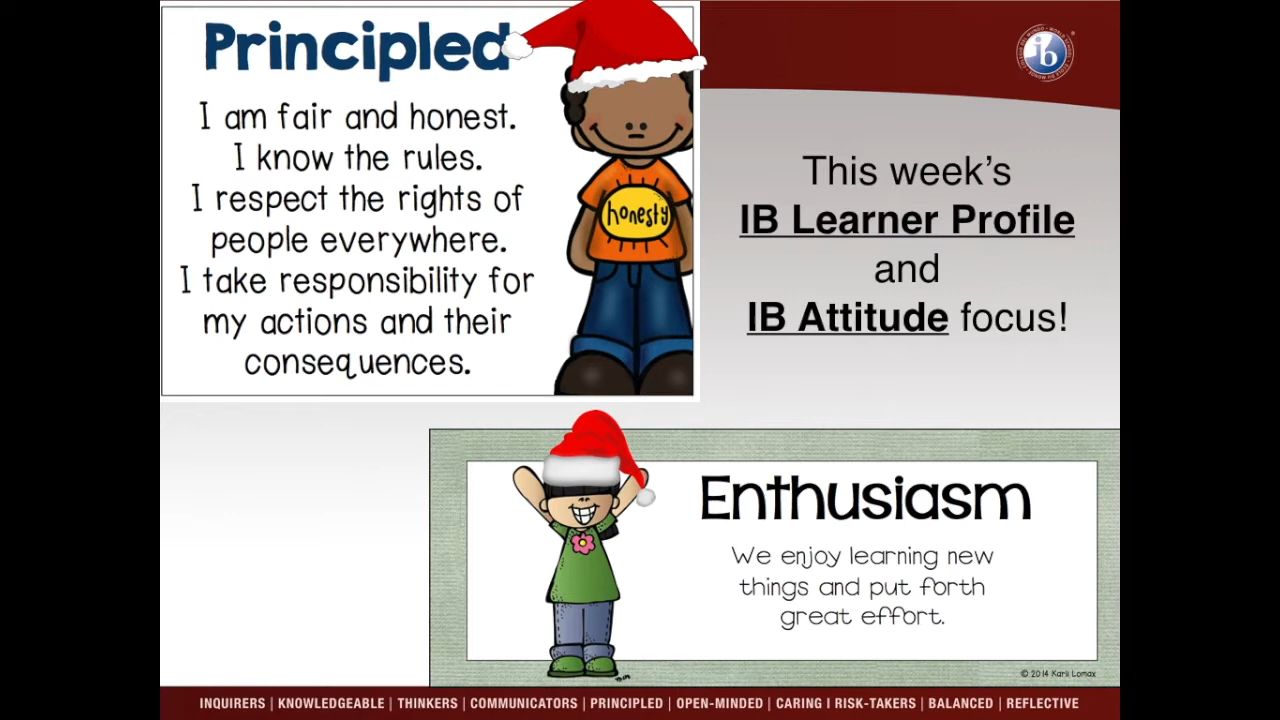 Principled
I am fair and honest.
I know the rules.
I respect the rights of
people everywhere.
I take responsibility for
my actions and their
consequences.
honesty
ib
This week's
IB Learner Profile
and
IB Attitude focus!
Enthusiasm
We enjoy learning new
things and put forth
great effort.
© 2014 Karli Lomax
INQUIRERS | KNOWLEDGEABLE | THINKERS | COMMUNICATORS | PRINCIPLED | OPEN-MINDED | CARING I RISK-TAKERS | BALANCED | REFLECTIVE